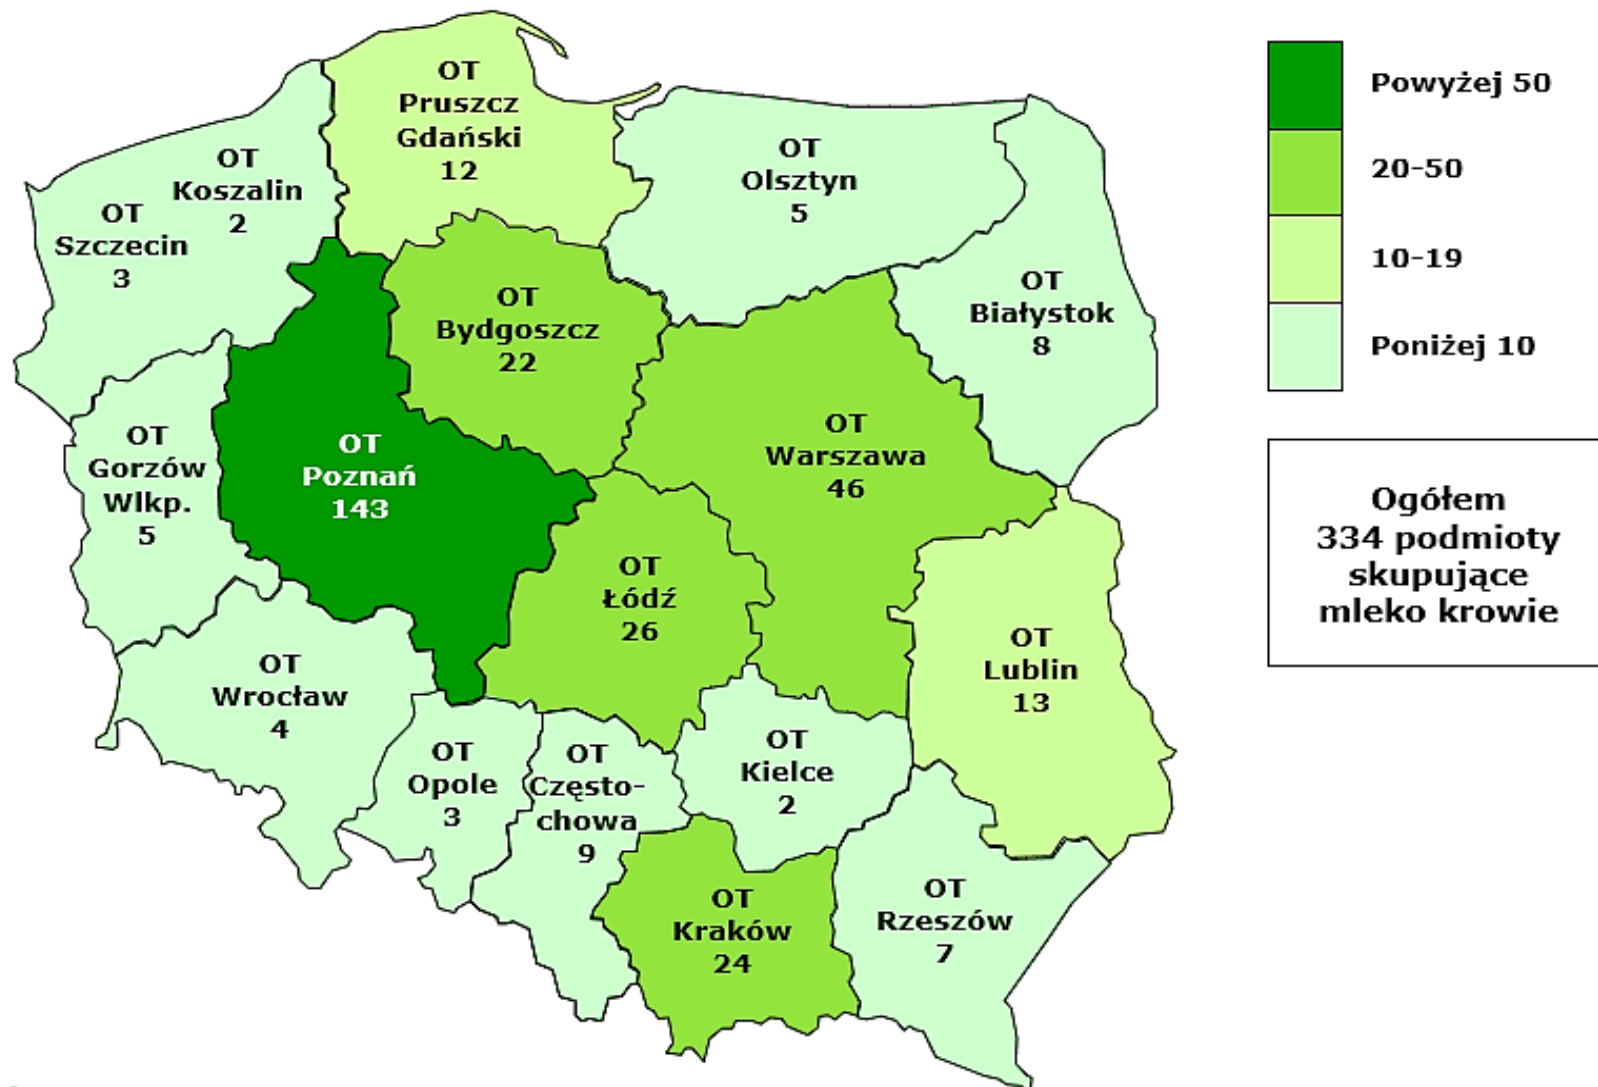 OT
Pruszcz
Gdański
12
OT
Koszalin
2
OT
Szczecin
3
OT
Olsztyn
5
OT
Białystok
8
OT
Bydgoszcz
22
OT
Warszawa
46
OT
Gorzów
Wlkp.
5
OT
Poznań
143
OT
Łódź
26
OT
Lublin
13
OT
Wrocław
4
OT
Opole
3
OT
Często-
chowa
9
OT
Kielce
2
OT
Kraków
24
OT
Rzeszów
7
Powyżej 50
20-50
10-19
Poniżej 10
Ogółem
334 podmioty
skupujące
mleko krowie